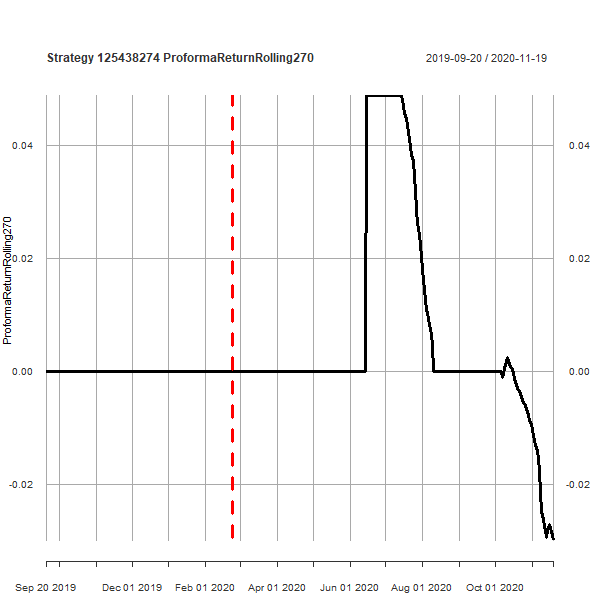 Strategy 125438274 ProformaReturnRolling270
2019-09-20 / 2020-11-19
ProformaReturnRolling270
0.04
0.02
0.00
-0.02
0.04
0.02
0.00
-0.02
Sep 20 2019
Dec 01 2019
Feb 01 2020
Apr 01 2020
Jun 01 2020
Aug 01 2020
Oct 01 2020